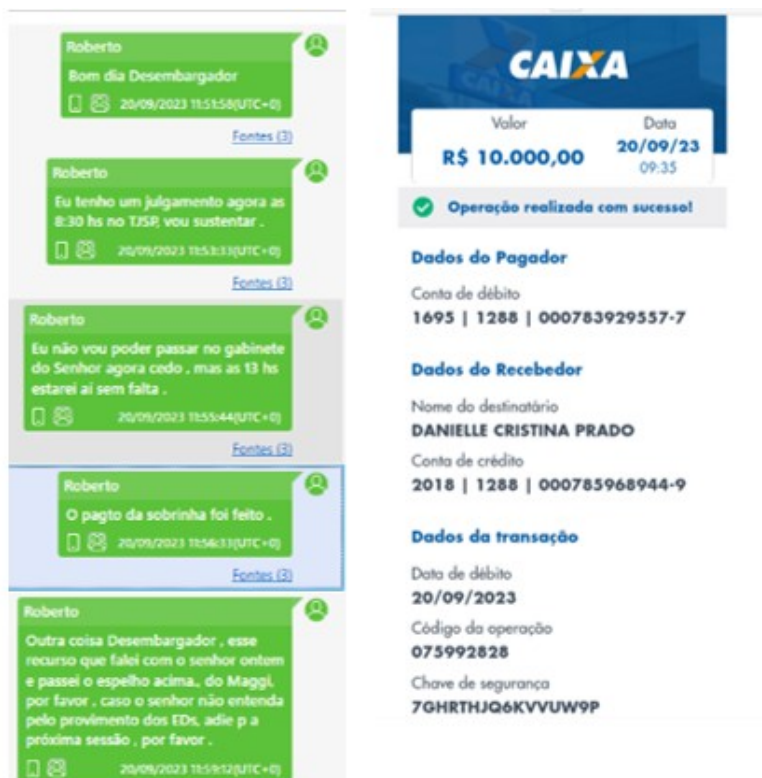 Roberto
Bom dia Desembargador
20/09/2023 11:51:58(UTC+0)
Fontes (3)
Roberto
Eu tenho um julgamento agora as
8:30 hs no TJSP, vou sustentar .
20/09/2023 11:53:33(UTC+0)
Fontes (3)
Roberto
Eu não vou poder passar no gabinete
do Senhor agora cedo , mas as 13 hs
estarei ai sem falta .
20/09/2023 11:55:44(UTC+0)
Fontes (3)
Roberto
O pagto da sobrinha foi feito .
20/09/2023 11:56:33(UTC+0)
Fontes (3)
Roberto
Outra coisa Desembargador , esse
recurso que falei com o senhor ontem
e passei o espelho acima., do Maggi,
por favor , caso o senhor não entenda
pelo provimento dos EDs, adie p a
próxima sessão , por favor .
20/09/2023 11:59:12(UTC+0)
CAIXA
Valor
R$ 10.000,00
Data
20/09/23
09:35
Operação realizada com sucesso!
Dados do Pagador
Conta de débito
1695 | 1288 | 000783929557-7
Dados do Recebedor
Nome do destinatório
DANIELLE CRISTINA PRADO
Conta de crédito
2018 | 1288 | 000785968944-9
Dados da transação
Data de débito
20/09/2023
Código da operação
075992828
Chave de segurança
7GHRTHJQ6KVVUW9P